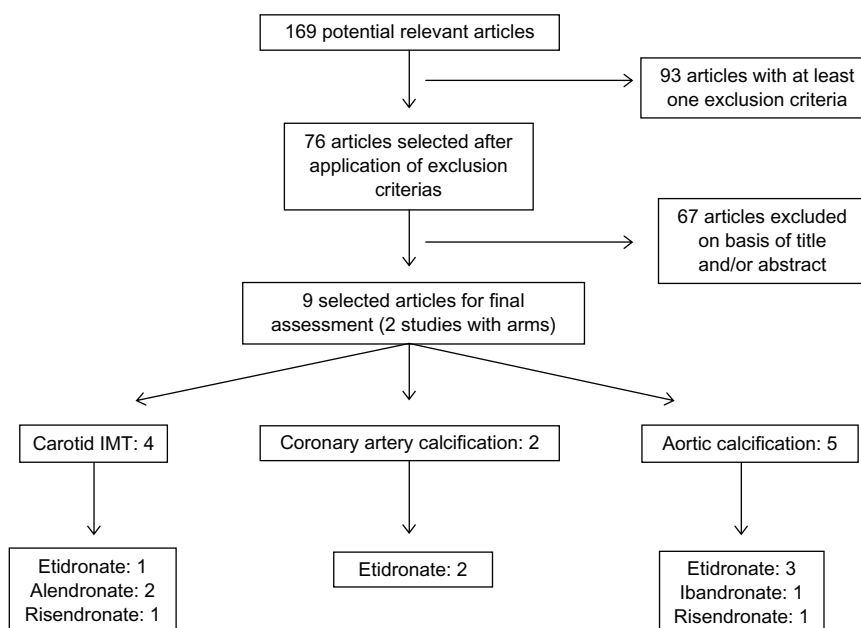 169 potential relevant articles
93 articles with at least
one exclusion criteria
76 articles selected after
application of exclusion
criterias
67 articles excluded
on basis of title
and/or abstract
9 selected articles for final
assessment (2 studies with arms)
Carotid IMT: 4
Coronary artery calcification: 2
Aortic calcification: 5
Etidronate: 1
Alendronate: 2
Risendronate: 1
Etidronate: 2
Etidronate: 3
Ibandronate: 1
Risendronate: 1